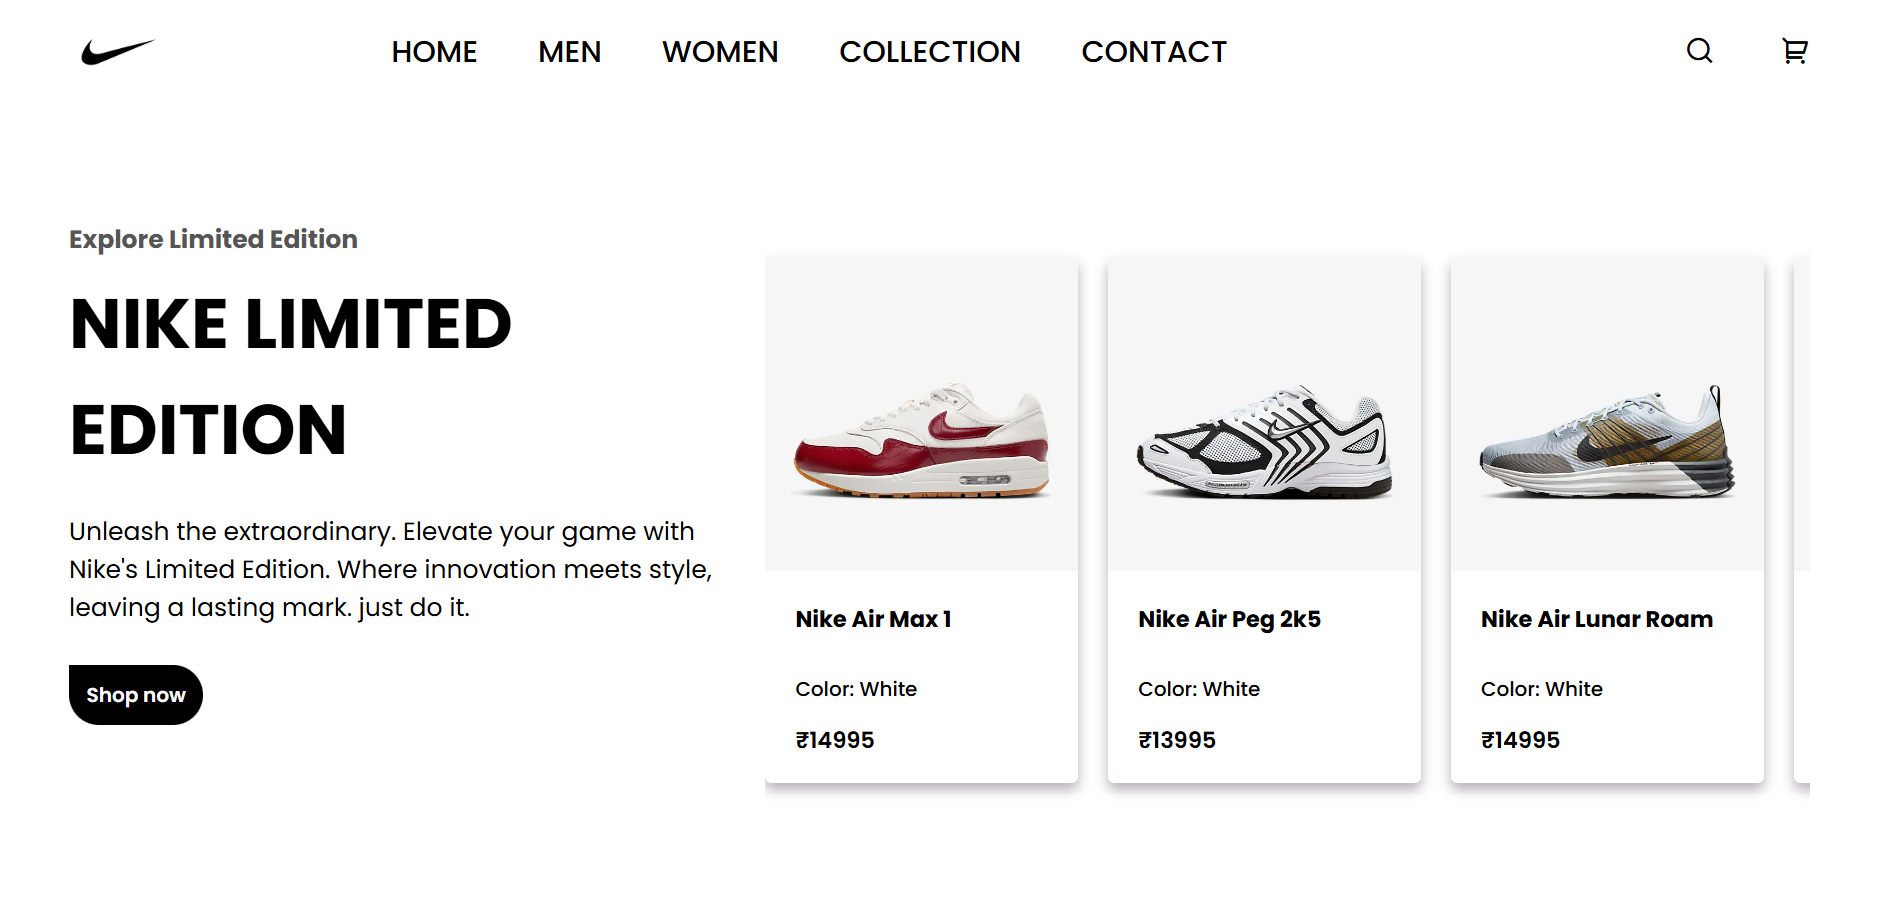 HOME MEN WOMEN COLLECTION CONTACT
Explore Limited Edition
NIKE LIMITED
EDITION
Unleash the extraordinary. Elevate your game with
Nike's Limited Edition. Where innovation meets style,
leaving a lasting mark. just do it.
Shop now
Nike Air Max 1
Color: White
₹14995
Nike Air Peg 2k5
Color: White
₹13995
Nike Air Lunar Roam
Color: White
₹14995